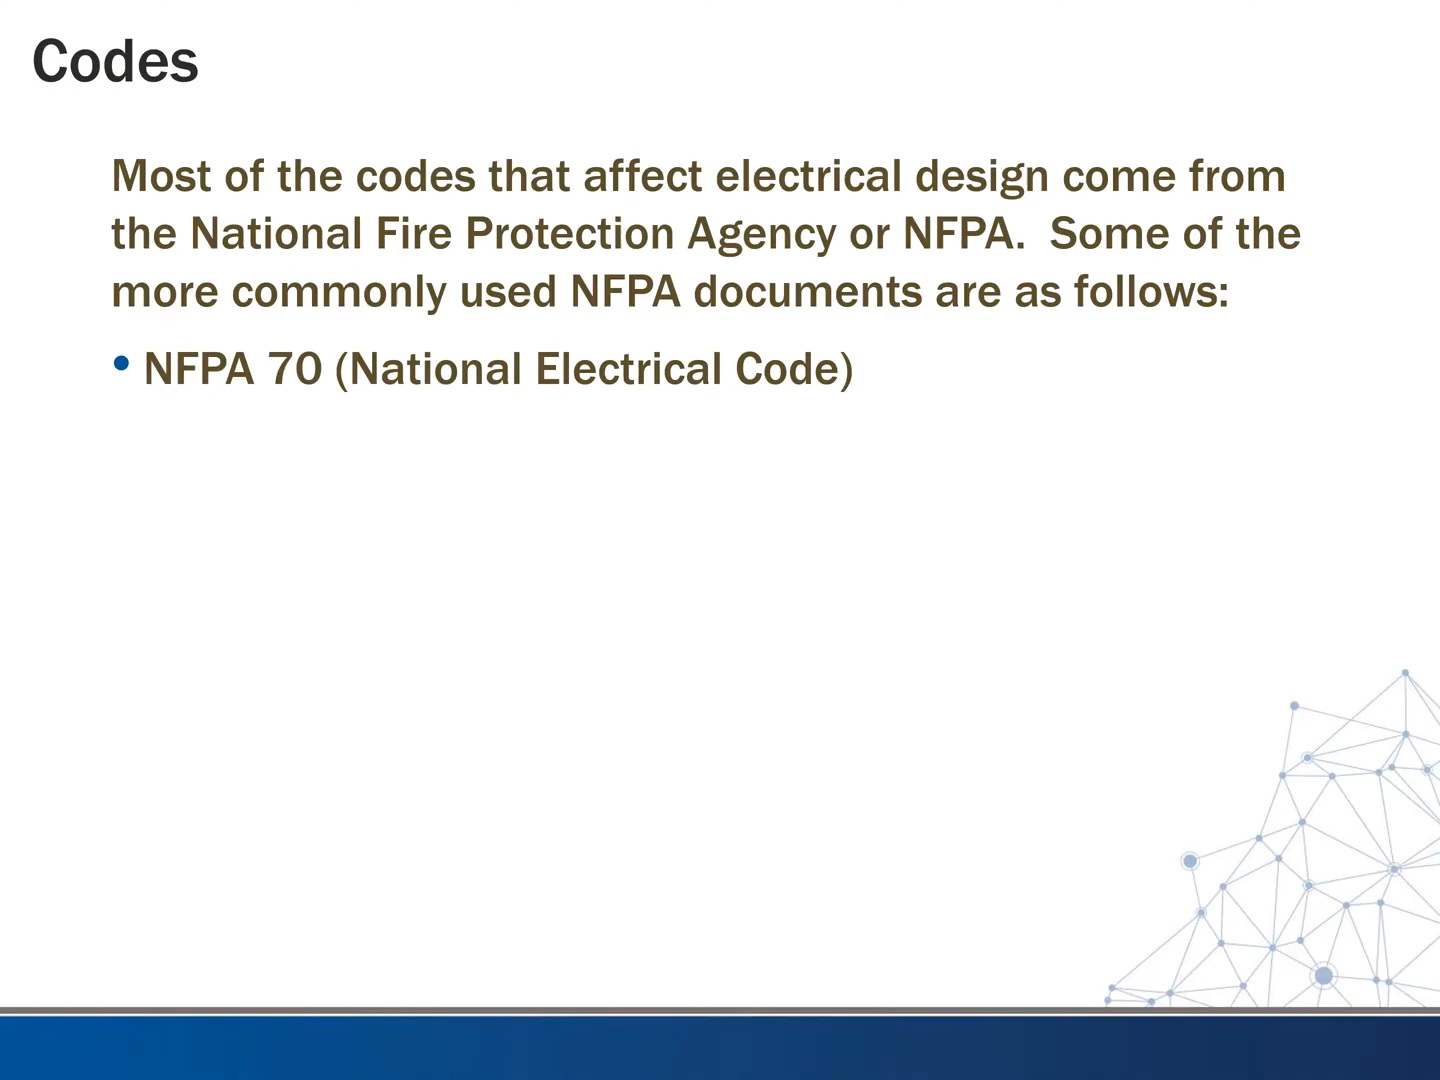 Codes
Most of the codes that affect electrical design come from
the National Fire Protection Agency or NFPA.  Some of the
more commonly used NFPA documents are as follows:
• NFPA 70 (National Electrical Code)